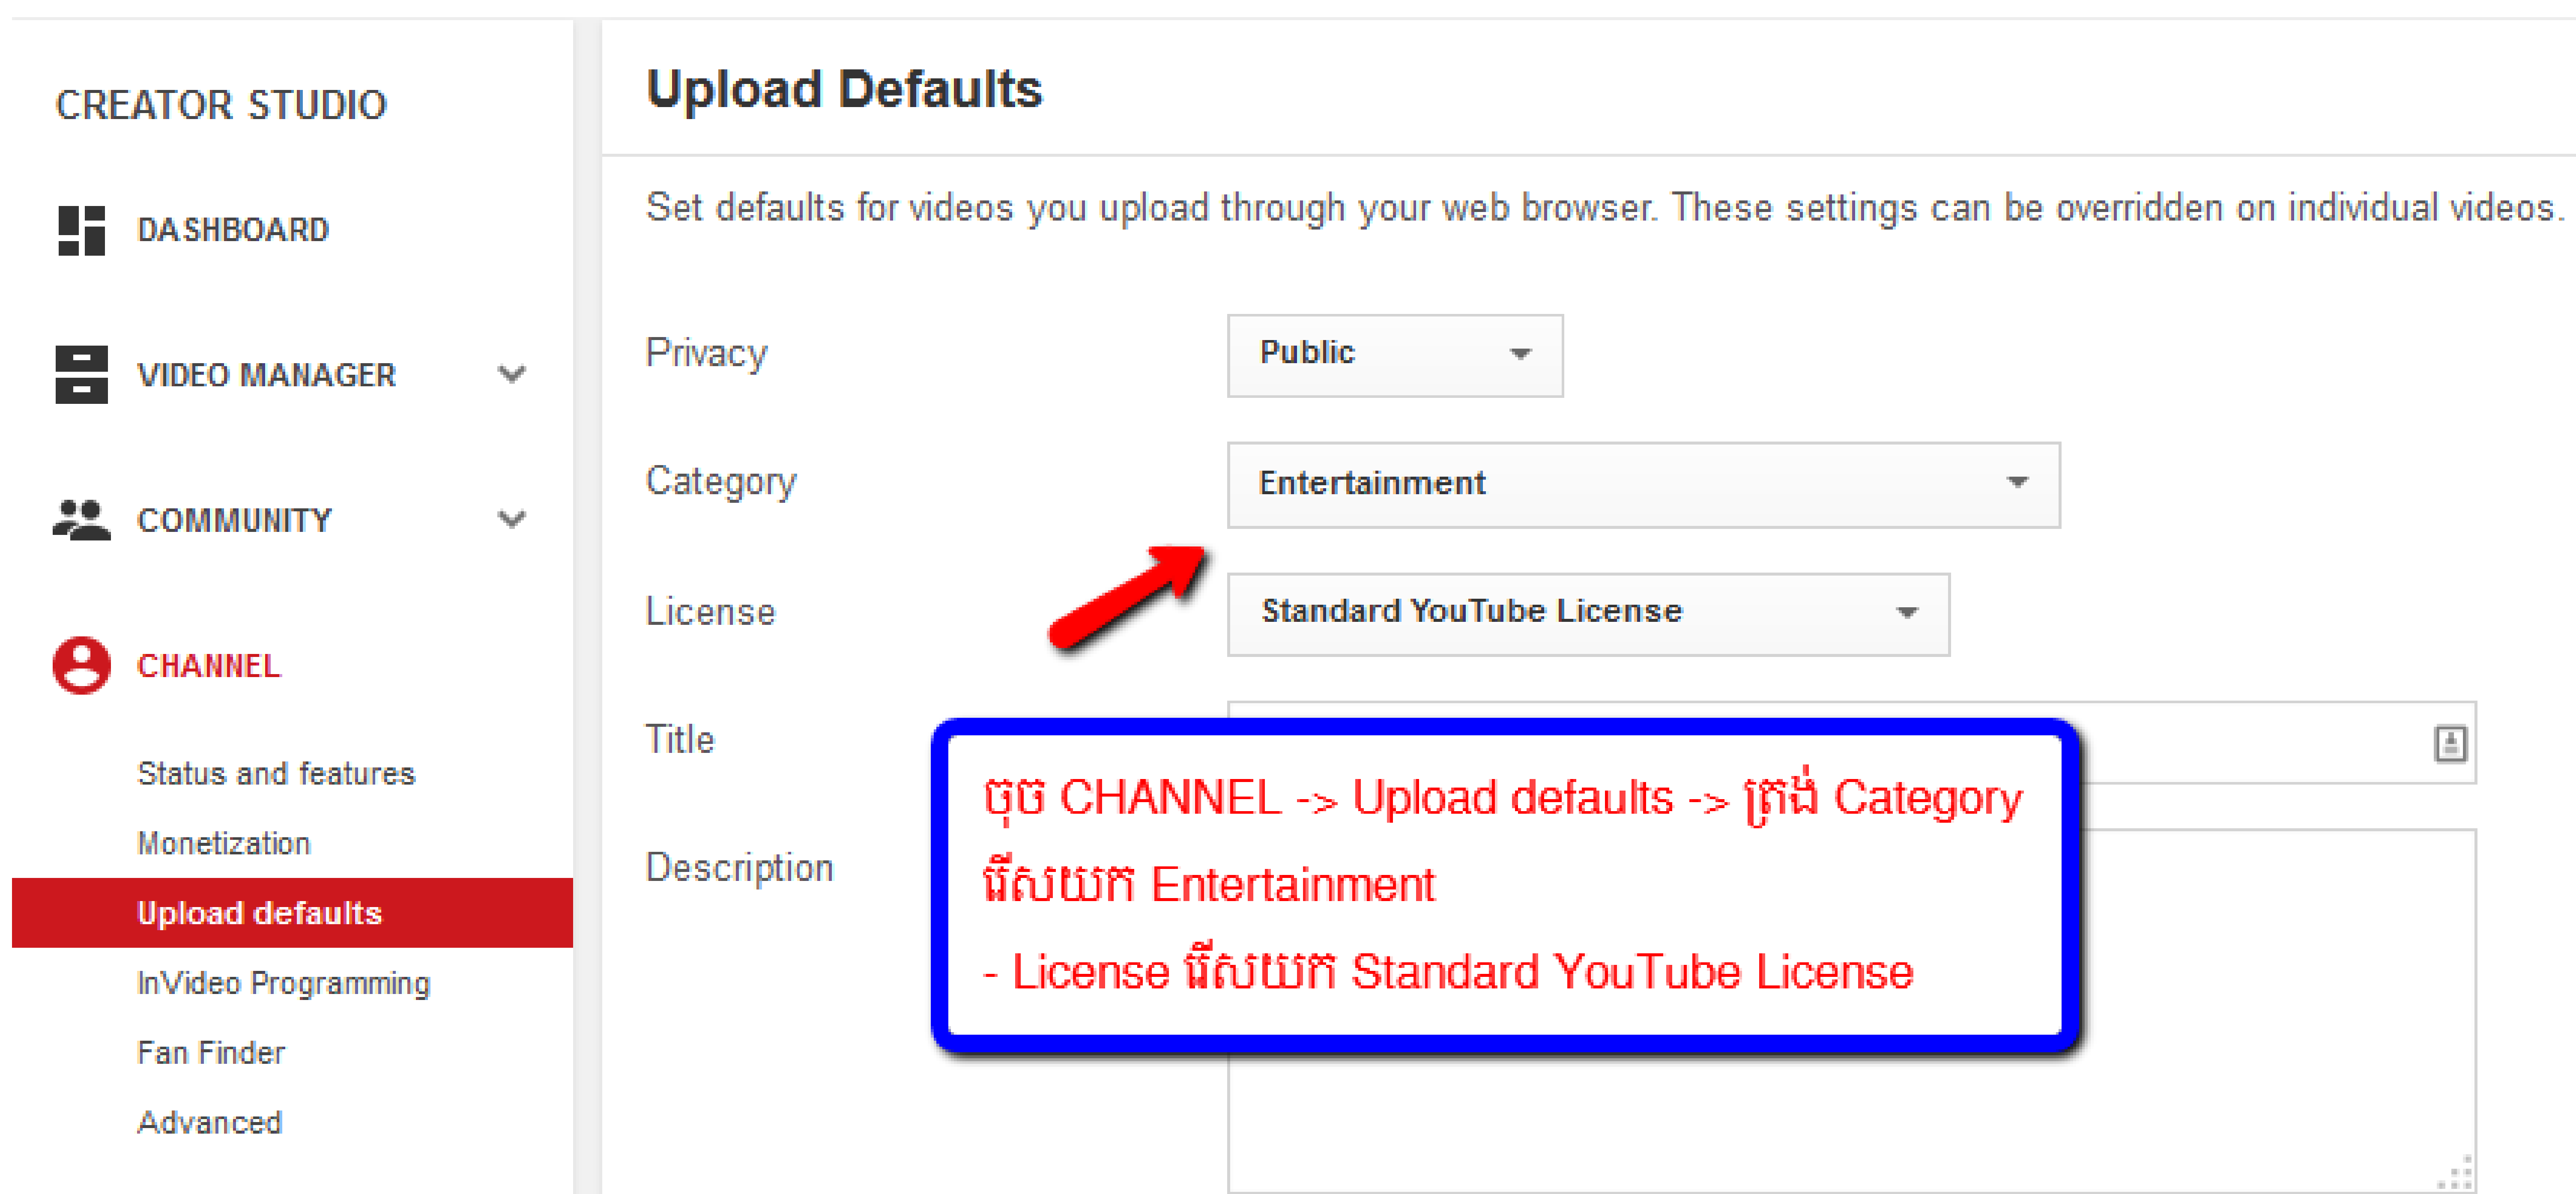 CREATOR STUDIO
DASHBOARD
VIDEO MANAGER
COMMUNITY
CHANNEL
Status and features
Monetization
Upload defaults
InVideo Programming
Fan Finder
Advanced
Upload Defaults
Set defaults for videos you upload through your web browser. These settings can be overridden on individual videos.
Privacy
Public
Category
Entertainment
License
Standard YouTube License
Title
Description
ចុច CHANNEL -> Upload defaults -> ត្រង់ Category
រើសយក Entertainment
- License រើសយក Standard YouTube License